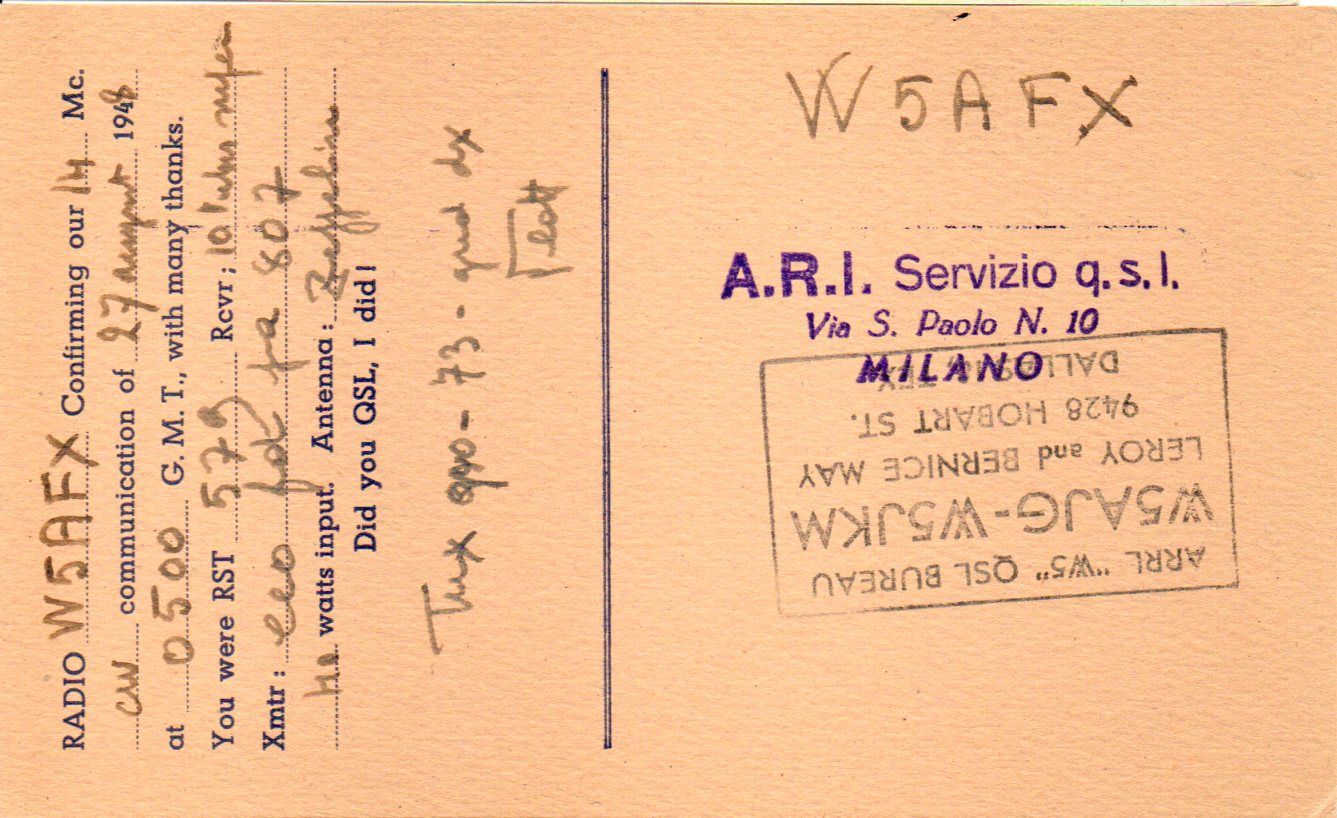 RADIO W5AFX Confirming our 14 Mc.
CW communication of 27 august 1948
at 0500 G. M. T., with many thanks.
You were RST 579 Rcvr; 10 tubes super
Xmtr: eco fd pa 807
watts input. Antenna:
Did you QSL, I did!
Tnx qso - 73 - gud dx
W5AFX
A.R.I. Servizio q.s.l.
Via S. Paolo N. 10
MILANO
ARRL "W5" QSL BUREAU
W5AJG-W5JKM
LEROY and BERNICE MAY
9428 HOBART ST.
DALLAS TEX